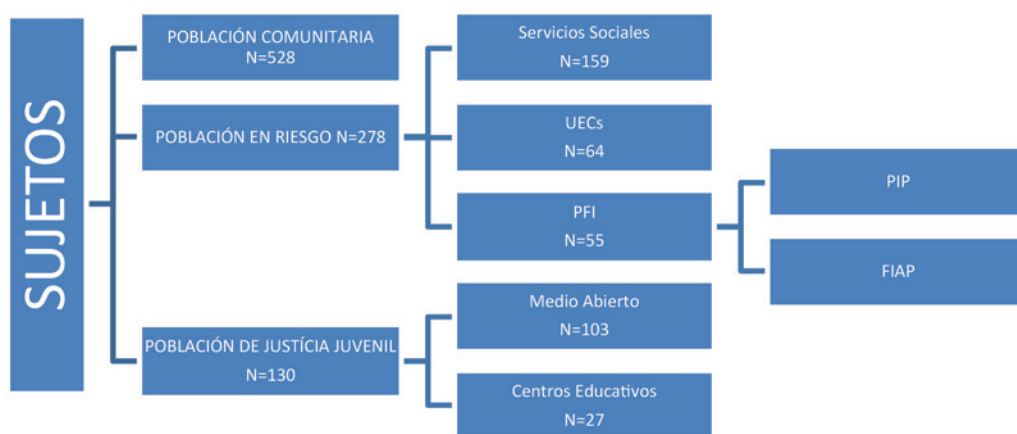 SUJETOS
POBLACIÓN COMUNITARIA
N=528
POBLACIÓN EN RIESGO N=278
POBLACIÓN DE JUSTÍCIA JUVENIL
N=130
Servicios Sociales
N=159
UECs
N=64
PFI
N=55
Medio Abierto
N=103
Centros Educativos
N=27
PIP
FIAP